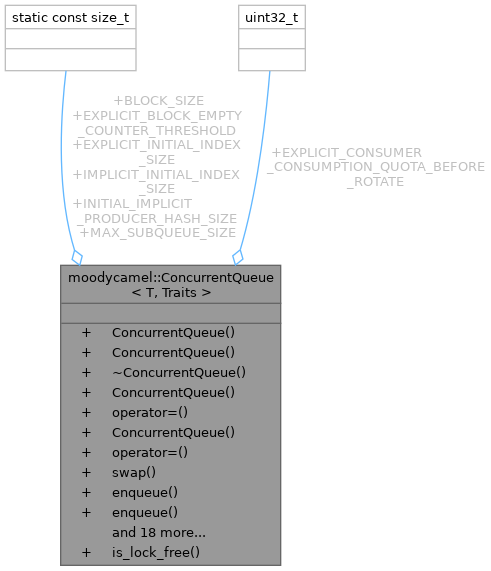 static const size_t
uint32_t
+BLOCK_SIZE
+EXPLICIT_BLOCK_EMPTY
_COUNTER_THRESHOLD
+EXPLICIT_INITIAL_INDEX
_SIZE
+IMPLICIT_INITIAL_INDEX
_SIZE
+INITIAL_IMPLICIT
_PRODUCER_HASH_SIZE
+MAX_SUBQUEUE_SIZE
+EXPLICIT_CONSUMER
_CONSUMPTION_QUOTA_BEFORE
_ROTATE
moodycamel::ConcurrentQueue
< T, Traits >
+ ConcurrentQueue()
+ ConcurrentQueue()
+ ~ConcurrentQueue()
+ ConcurrentQueue()
+ operator=()
+ ConcurrentQueue()
+ operator=()
+ swap()
+ enqueue()
+ enqueue()
and 18 more...
+ is_lock_free()